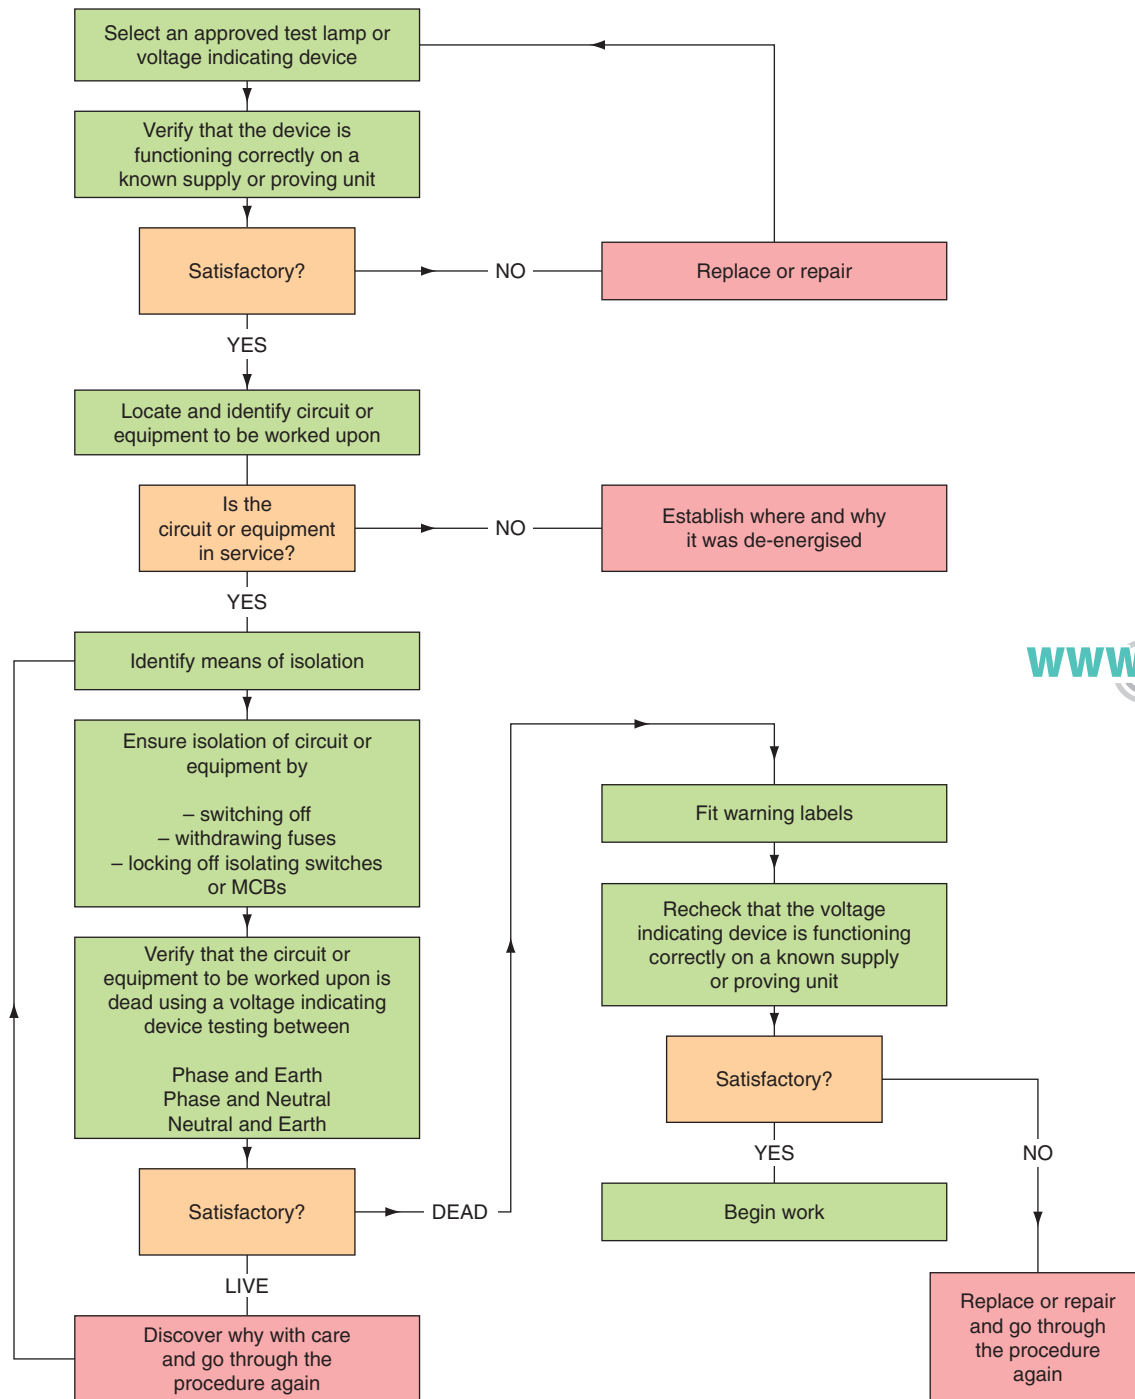 Select an approved test lamp or
voltage indicating device
Verify that the device is
functioning correctly on a
known supply or proving unit
Satisfactory?
NO
Replace or repair
YES
Locate and identify circuit or
equipment to be worked upon
Is the
circuit or equipment
in service?
NO
Establish where and why
it was de-energised
YES
Identify means of isolation
www
Ensure isolation of circuit or
equipment by
– switching off
– withdrawing fuses
– locking off isolating switches
or MCBs
Verify that the circuit or
equipment to be worked upon is
dead using a voltage indicating
device testing between
Phase and Earth
Phase and Neutral
Neutral and Earth
Satisfactory?
DEAD
LIVE
Discover why with care
and go through the
procedure again
Fit warning labels
Recheck that the voltage
indicating device is functioning
correctly on a known supply
or proving unit
Satisfactory?
YES
NO
Begin work
Replace or repair
and go through
the procedure
again